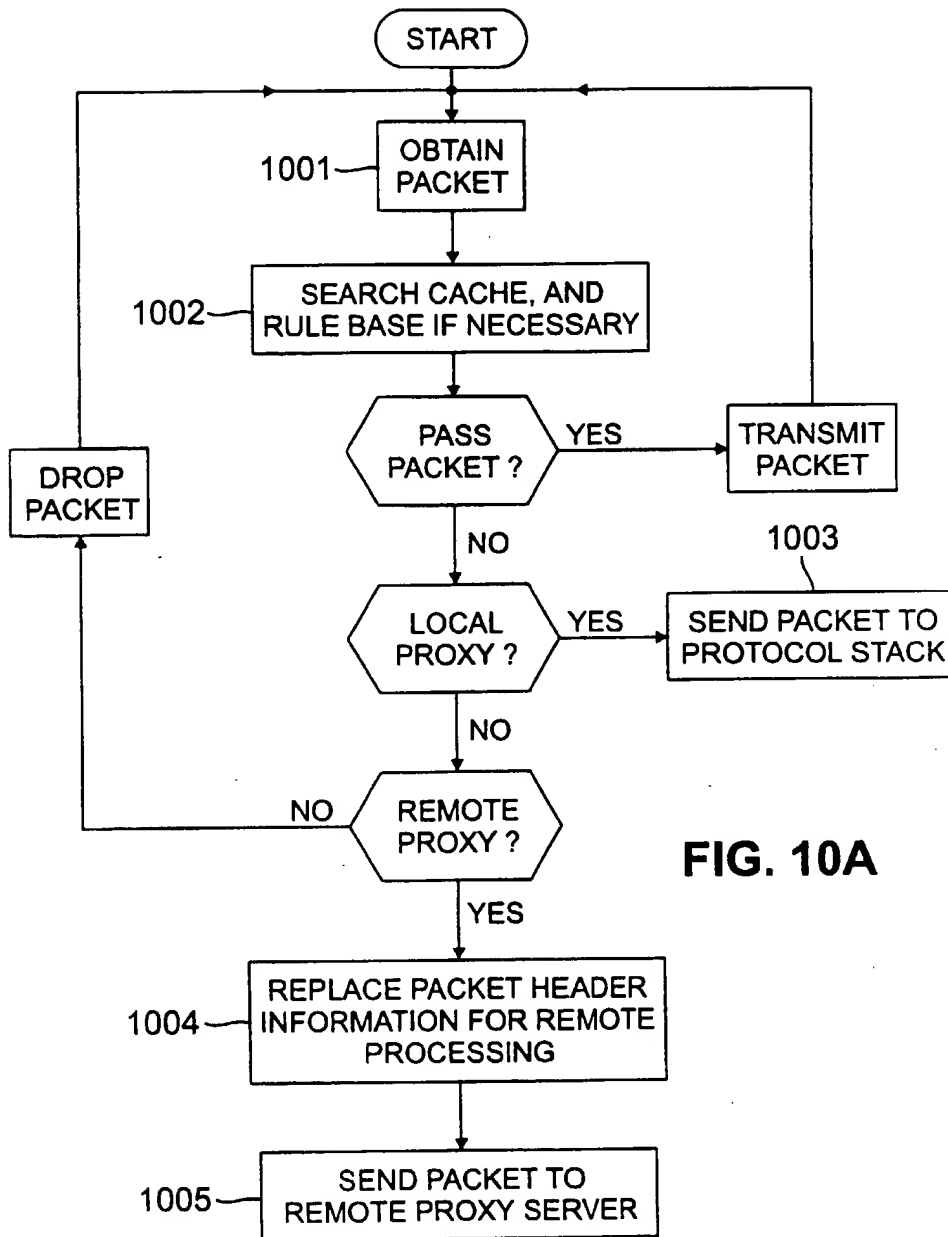 START
1001
OBTAIN
PACKET
1002
SEARCH CACHE, AND
RULE BASE IF NECESSARY
PASS
PACKET ?
YES
TRANSMIT
PACKET
DROP
PACKET
NO
1003
LOCAL
PROXY ?
YES
SEND PACKET TO
PROTOCOL STACK
NO
REMOTE
PROXY ?
NO
FIG. 10A
YES
1004
REPLACE PACKET HEADER
INFORMATION FOR REMOTE
PROCESSING
1005
SEND PACKET TO
REMOTE PROXY SERVER